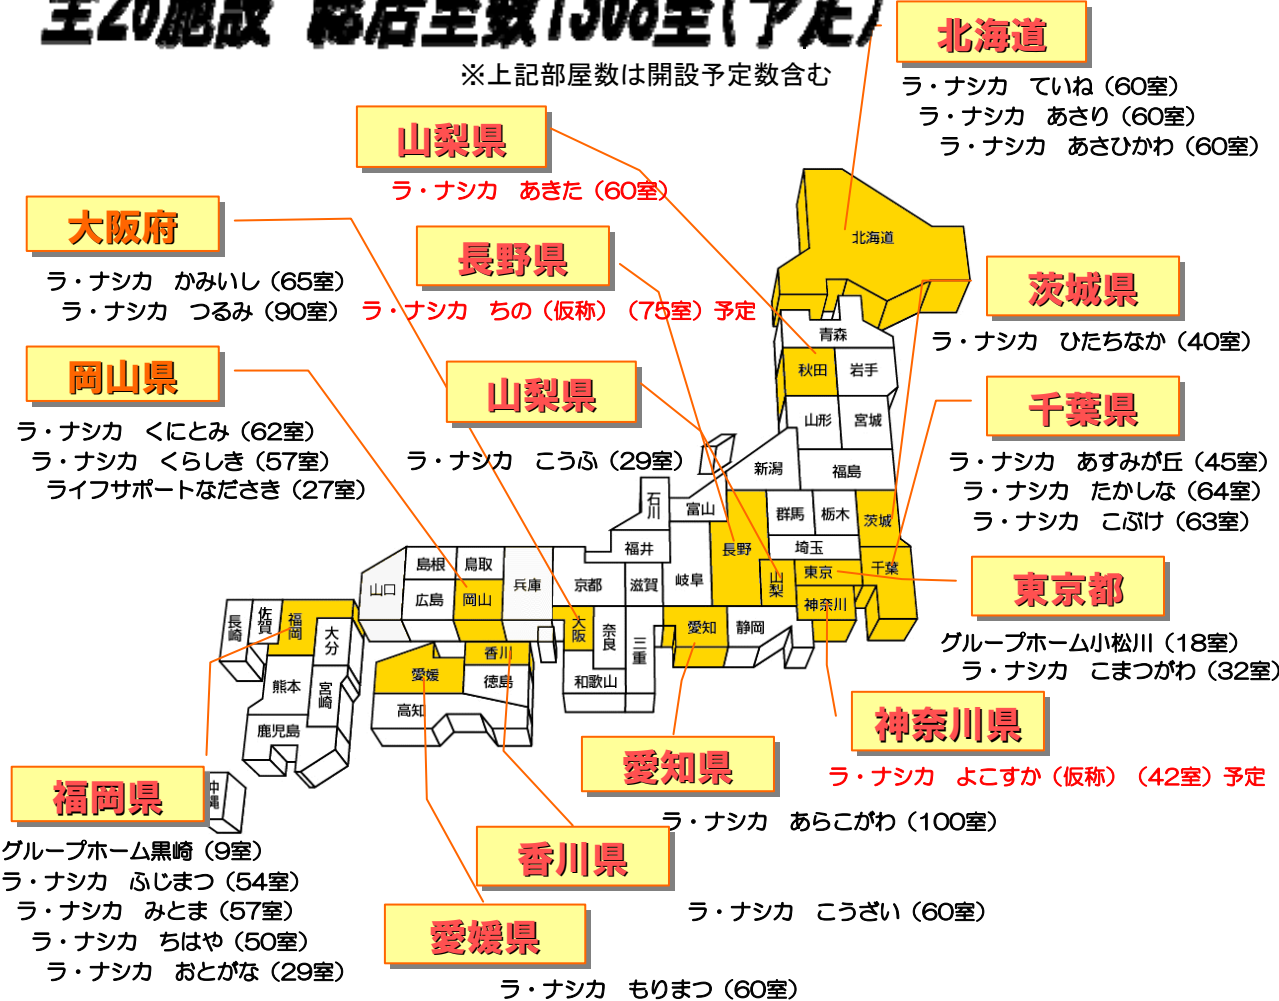 全26施設　総居室数1368室(予定)
※上記部屋数は開設予定数含む
北海道
ラ・ナシカ　ていね（60室）
ラ・ナシカ　あさり（60室）
ラ・ナシカ　あさひかわ（60室）
山梨県
ラ・ナシカ　あきた（60室）
大阪府
ラ・ナシカ　かみいし（65室）
ラ・ナシカ　つるみ（90室）
長野県
ラ・ナシカ　ちの（仮称）（75室）予定
茨城県
ラ・ナシカ　ひたちなか（40室）
岡山県
ラ・ナシカ　くにとみ（62室）
ラ・ナシカ　くらしき（57室）
ライフサポートなださき（27室）
山梨県
ラ・ナシカ　こうふ（29室）
千葉県
ラ・ナシカ　あすみが丘（45室）
ラ・ナシカ　たかしな（64室）
ラ・ナシカ　こぶけ（63室）
東京都
グループホーム小松川（18室）
ラ・ナシカ　こまつがわ（32室）
神奈川県
ラ・ナシカ　よこすか（仮称）（42室）予定
愛知県
ラ・ナシカ　あらこがわ（100室）
福岡県
グループホーム黒崎（9室）
ラ・ナシカ　ふじまつ（54室）
ラ・ナシカ　みとま（57室）
ラ・ナシカ　ちはや（50室）
ラ・ナシカ　おとがな（29室）
香川県
ラ・ナシカ　こうざい（60室）
愛媛県
ラ・ナシカ　もりまつ（60室）
北海道
青森
秋田
岩手
山形
宮城
新潟
福島
石川
富山
群馬
栃木
茨城
福井
長野
埼玉
島根
鳥取
兵庫
京都
滋賀
岐阜
山梨
東京
千葉
山口
広島
岡山
神奈川
長崎
佐賀
福岡
大分
大阪
奈良
三重
愛知
静岡
香川
愛媛
徳島
和歌山
熊本
宮崎
高知
鹿児島
沖縄